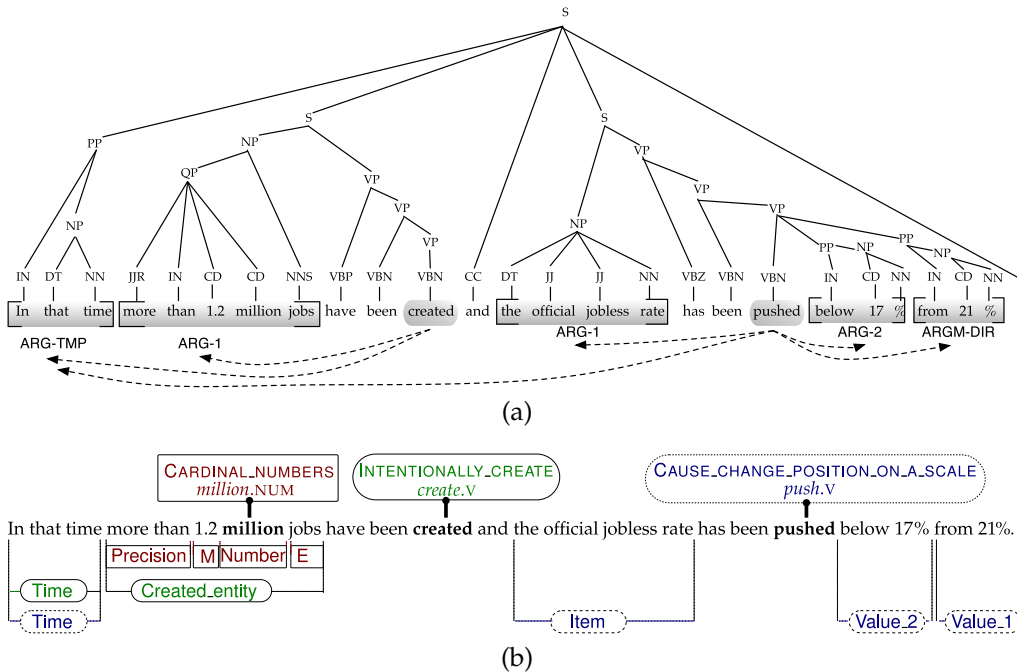 S
S S
PP NP VP
QP VP VP
VP VP
NP NP PP NP PP NP
VP
IN DT NN JJR IN CD CD NNS VBP VBN VBN CC DT JJ JJ NN VBZ VBN VBN IN CD NN IN CD NN
In that time more than 1.2 million jobs have been created and the official jobless rate has been pushed below 17 % from 21 %
ARG-TMP ARG-1 ARG-1 ARG-2 ARGM-DIR
(a)
CARDINAL_NUMBERS INTENTIONALLY_CREATE CAUSE_CHANGE_POSITION_ON_A_SCALE
million.NUM create.V push.V
In that time more than 1.2 million jobs have been created and the official jobless rate has been pushed below 17% from 21%.
Precision M Number E
Time Created_entity
Time Item Value_2 Value_1
(b)